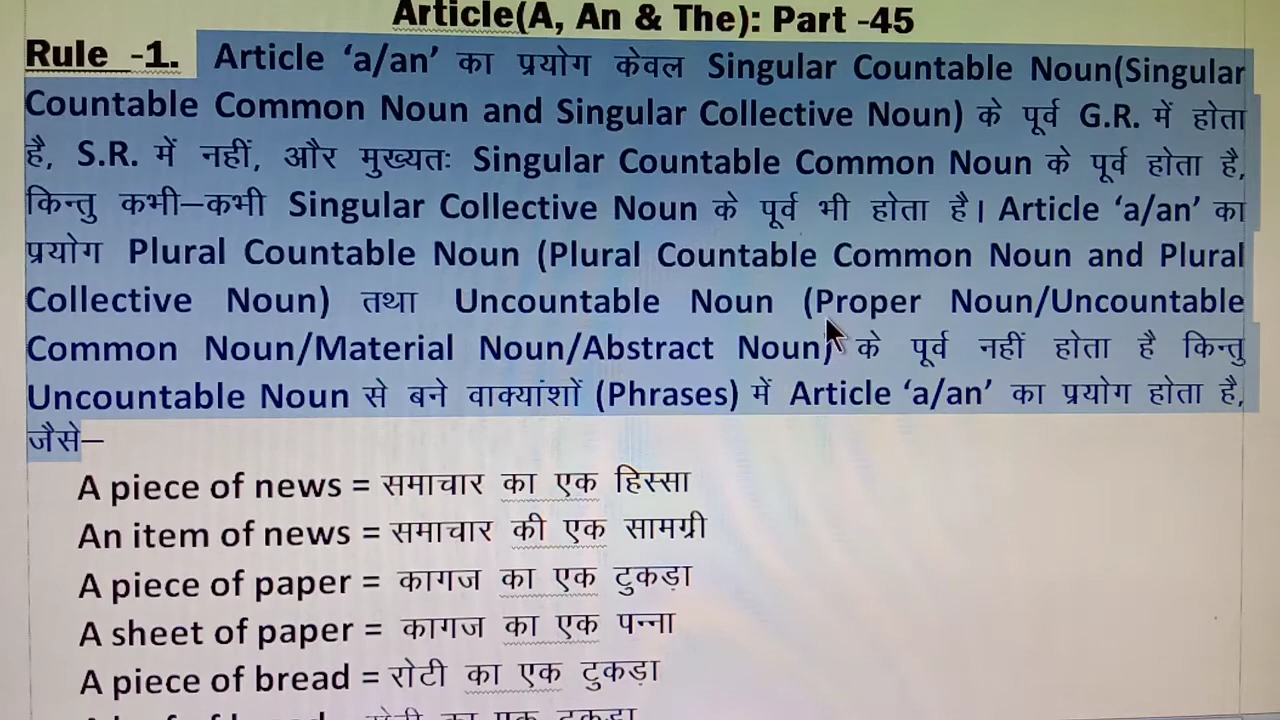 Article(A, An & The): Part -45
Rule -1. Article ‘a/an’ का प्रयोग केवल Singular Countable Noun(Singular
Countable Common Noun and Singular Collective Noun) के पूर्व G.R. में होता
है, S.R. में नहीं, और मुख्यतः Singular Countable Common Noun के पूर्व होता है,
किन्तु कभी–कभी Singular Collective Noun के पूर्व भी होता है। Article ‘a/an’ का
प्रयोग Plural Countable Noun (Plural Countable Common Noun and Plural
Collective Noun) तथा Uncountable Noun (Proper Noun/Uncountable
Common Noun/Material Noun/Abstract Noun) के पूर्व नहीं होता है किन्तु
Uncountable Noun से बने वाक्यांशों (Phrases) में Article ‘a/an’ का प्रयोग होता है,
जैसे–
A piece of news = समाचार का एक हिस्सा
An item of news = समाचार की एक सामग्री
A piece of paper = कागज का एक टुकड़ा
A sheet of paper = कागज का एक पन्ना
A piece of bread = रोटी का एक टुकड़ा